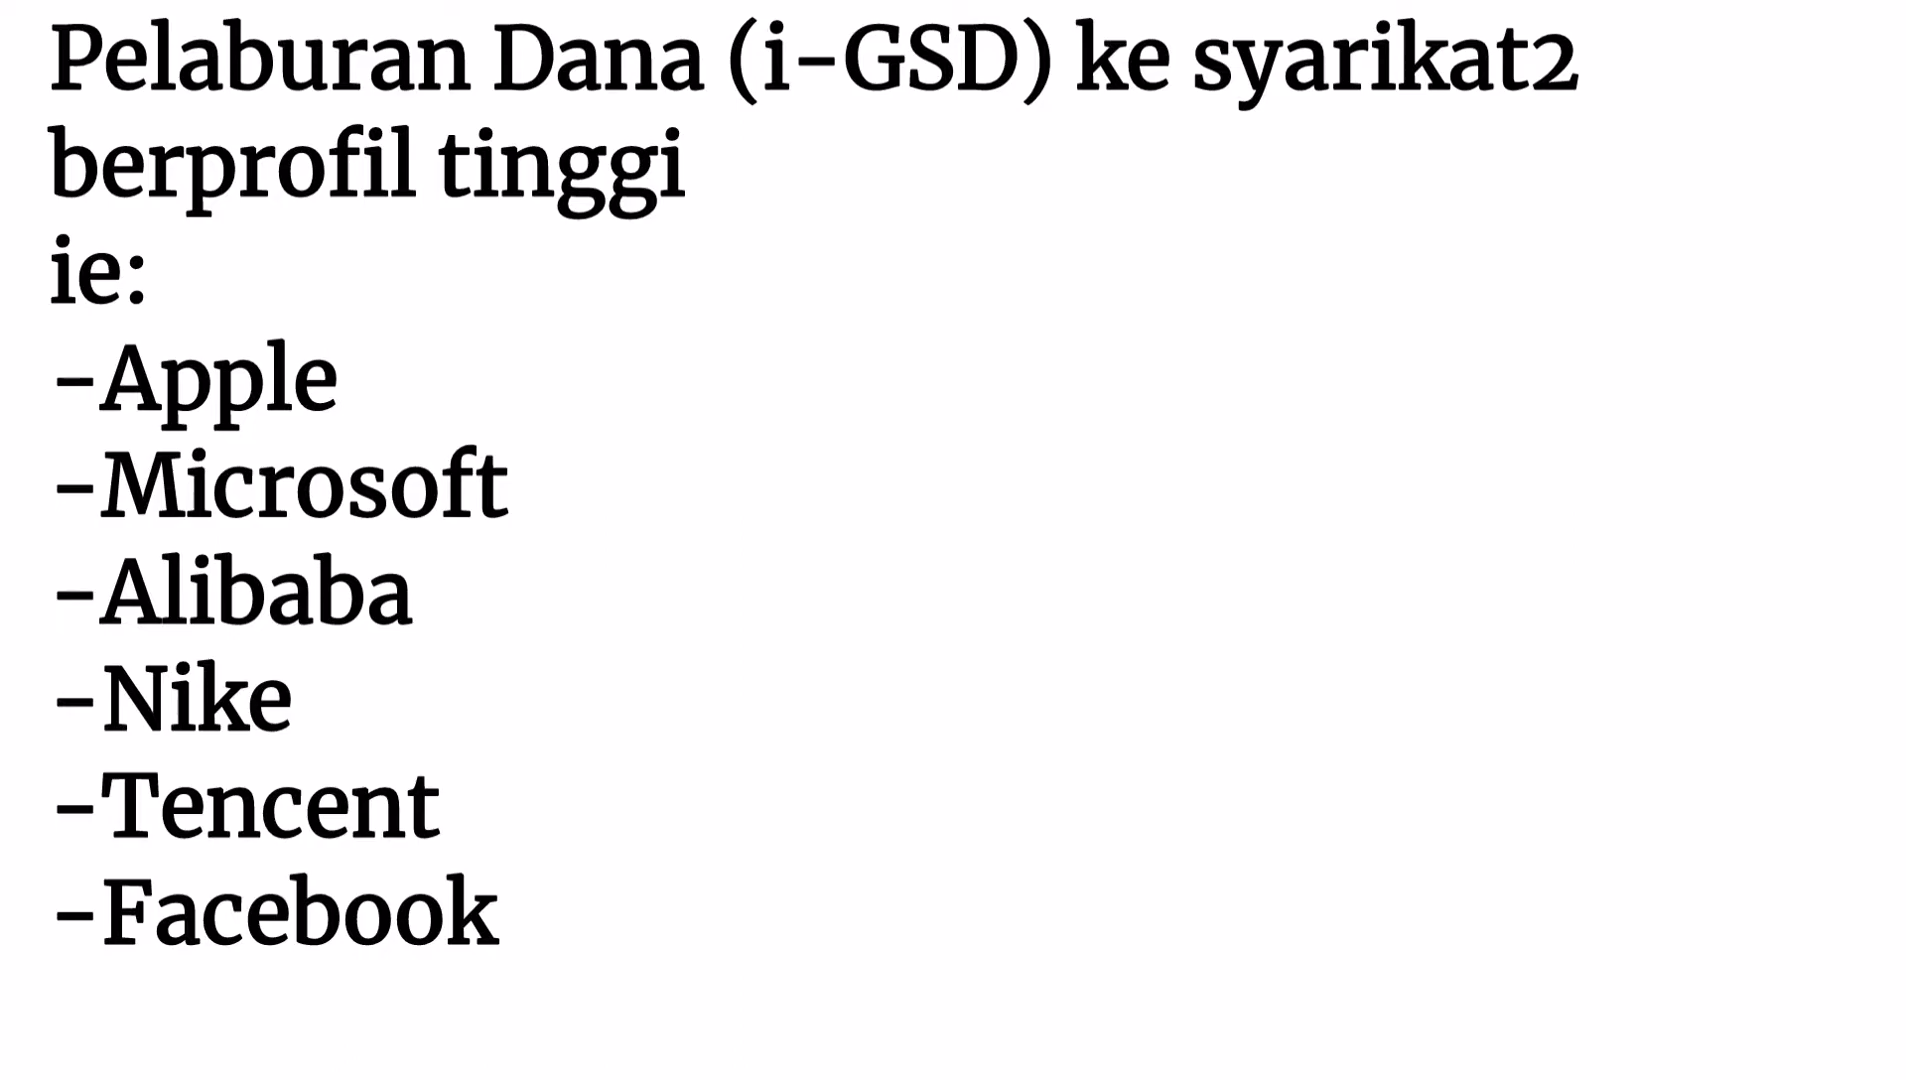 Pelaburan Dana (i-GSD) ke syarikat2
berprofil tinggi
ie:
-Apple
-Microsoft
-Alibaba
-Nike
-Tencent
-Facebook